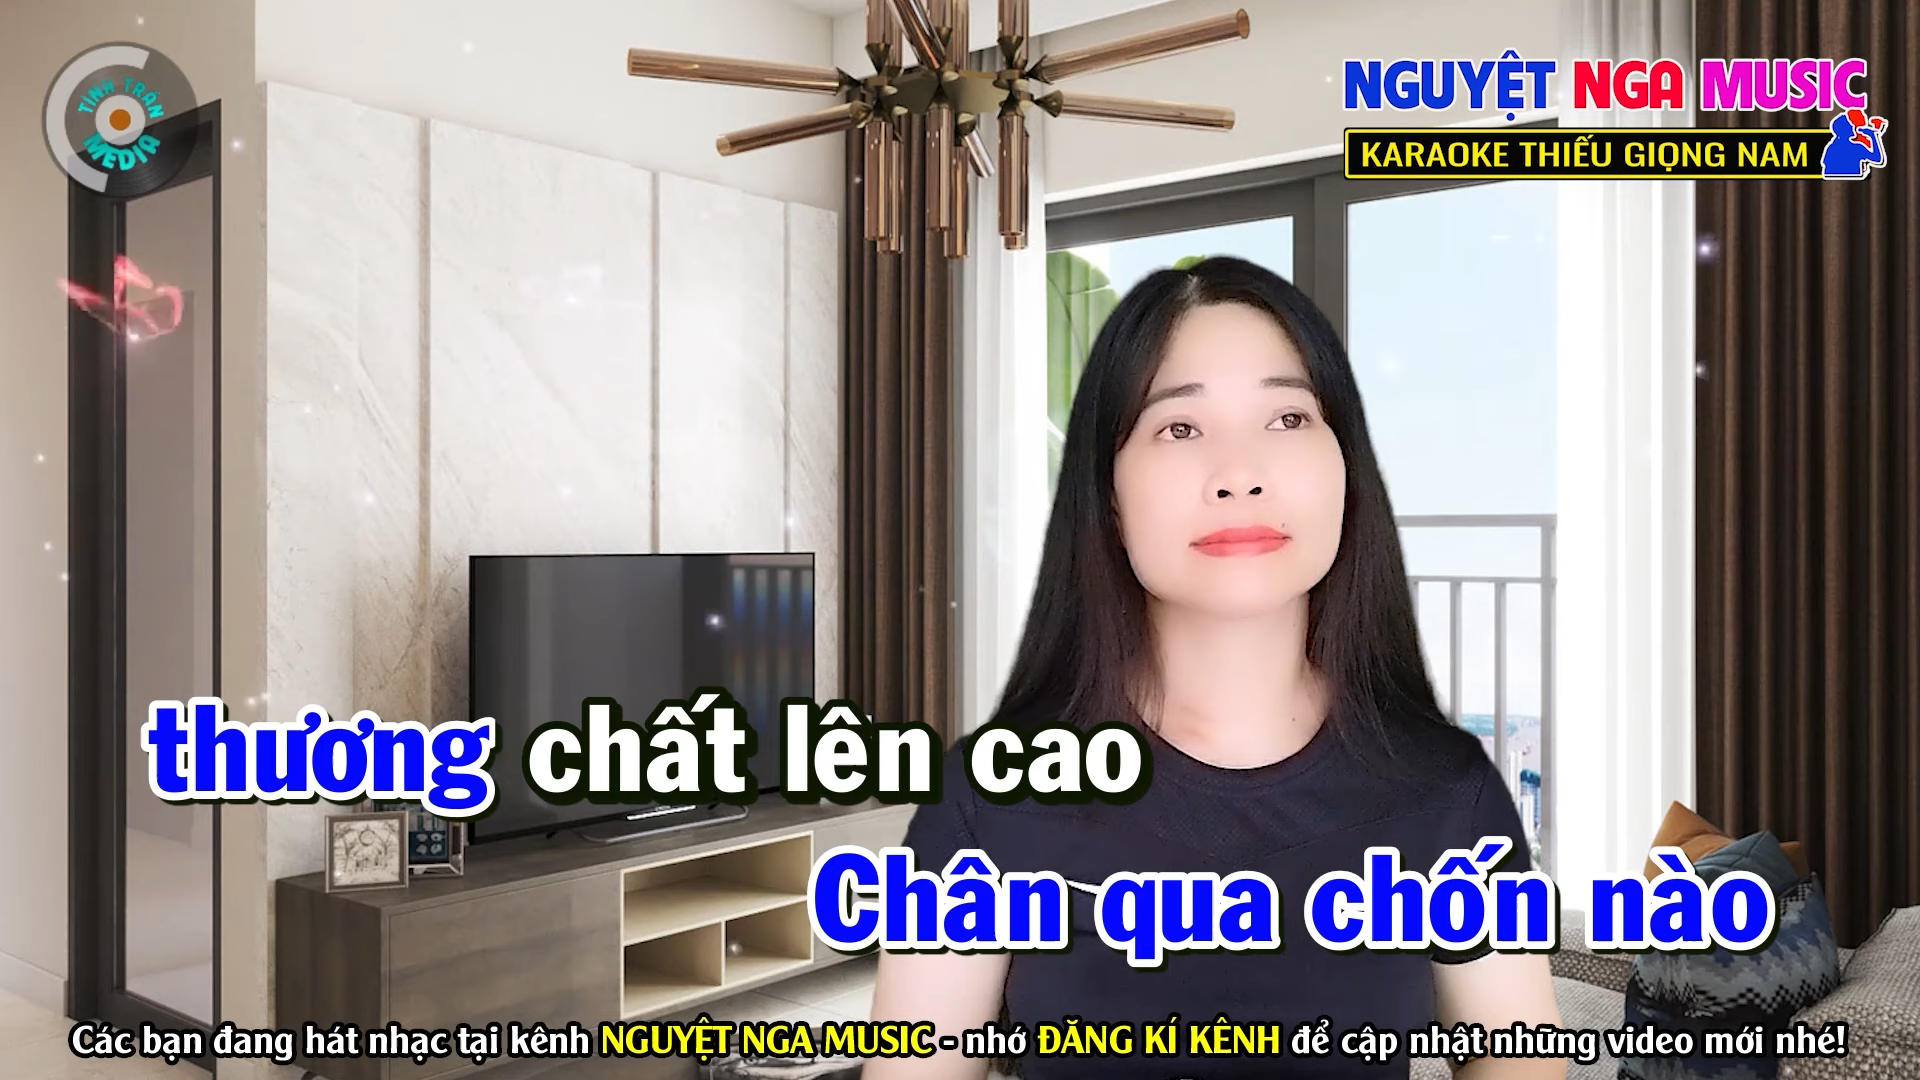 TÌNH TRẦN
MEDIA
NGUYỆT NGA MUSIC
KARAOKE THIẾU GIỌNG NAM
thương chất lên cao
Chân qua chốn nào
Các bạn đang hát nhạc tại kênh NGUYỆT NGA MUSIC - nhớ ĐĂNG KÍ KÊNH để cập nhật những video mới nhé!